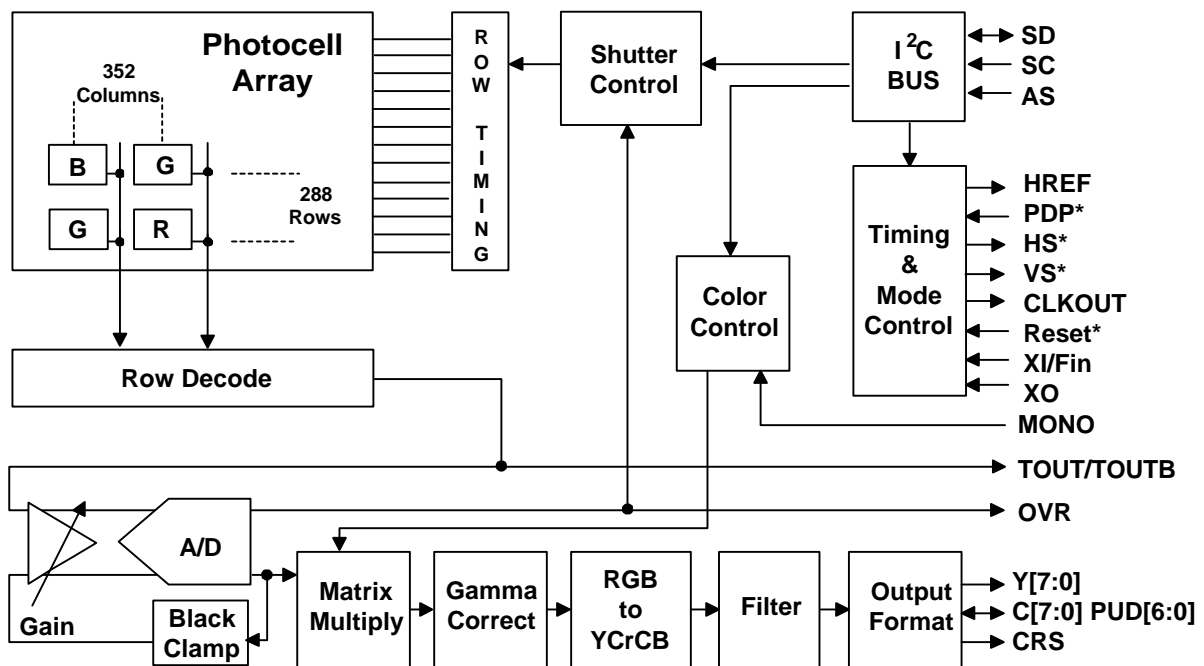 Photocell
Array
352
Columns
B
G
G
R
288
Rows
ROW TIMING
Shutter
Control
I2C
BUS
SD
SC
AS
Timing
&
Mode
Control
HREF
PDP*
HS*
VS*
CLKOUT
Reset*
XI/Fin
XO
MONO
Color
Control
Row Decode
TOUT/TOUTB
OVR
A/D
Gain
Black
Clamp
Matrix
Multiply
Gamma
Correct
RGB
to
YCrCB
Filter
Output
Format
Y[7:0]
C[7:0] PUD[6:0]
CRS